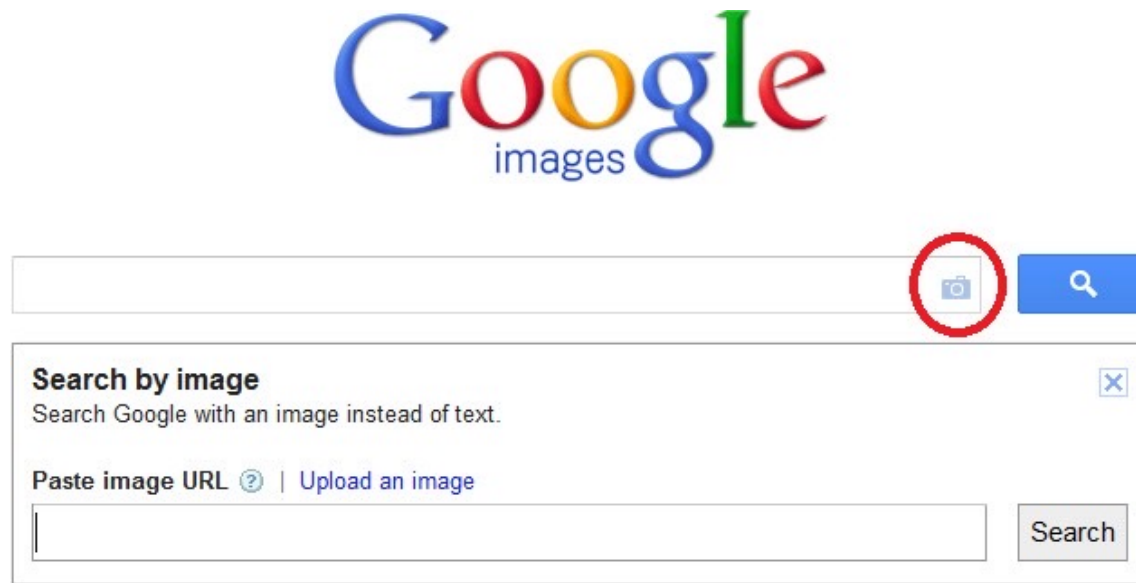 Google
images
Search by image
Search Google with an image instead of text.
Paste image URL ? | Upload an image
Search